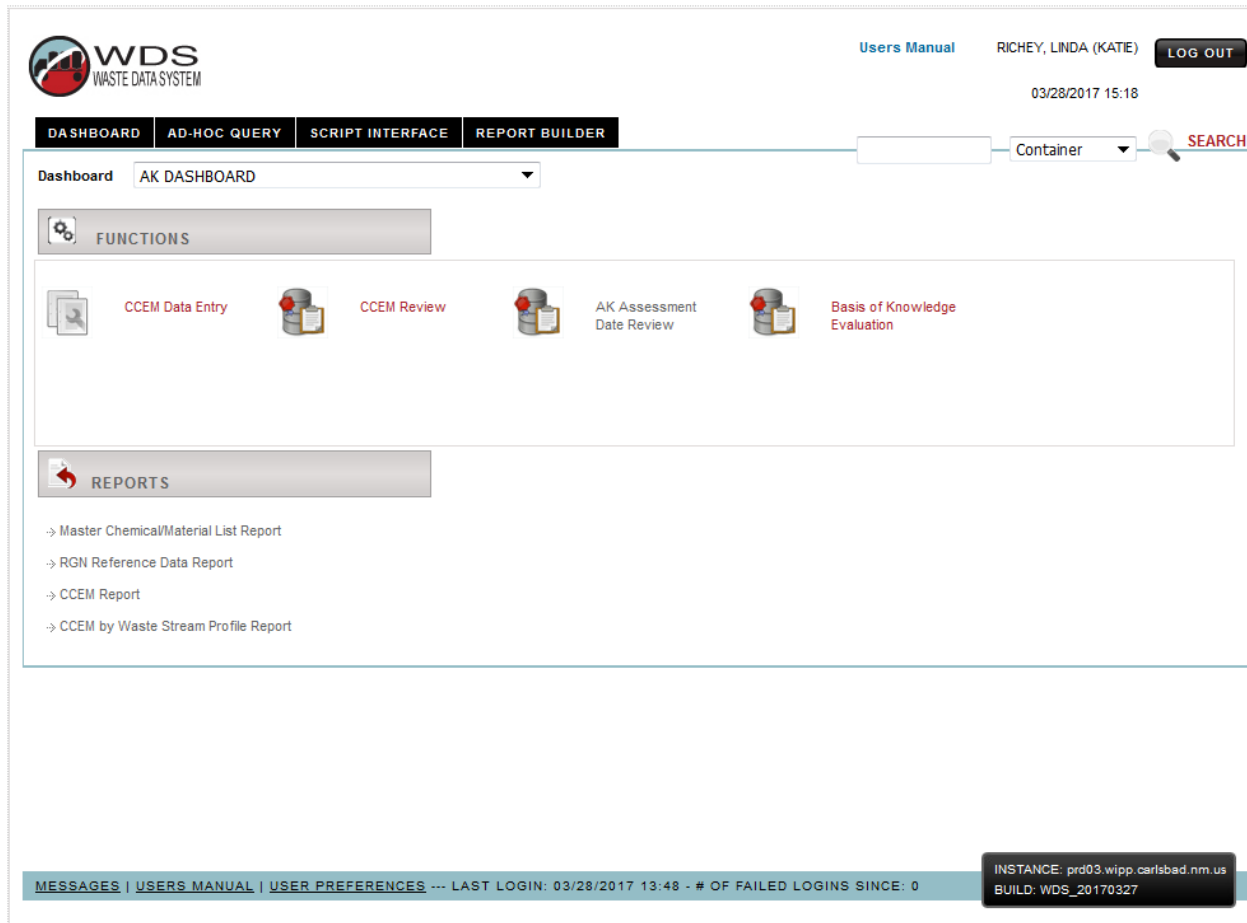 WDS
WASTE DATA SYSTEM
Users Manual
RICHEY, LINDA (KATIE)
LOG OUT
03/28/2017 15:18
DASHBOARD
AD-HOC QUERY
SCRIPT INTERFACE
REPORT BUILDER
Container
SEARCH
Dashboard
AK DASHBOARD
FUNCTIONS
CCEM Data Entry
CCEM Review
AK Assessment
Date Review
Basis of Knowledge
Evaluation
REPORTS
Master Chemical/Material List Report
RGN Reference Data Report
CCEM Report
CCEM by Waste Stream Profile Report
MESSAGES | USERS MANUAL | USER PREFERENCES --- LAST LOGIN: 03/28/2017 13:48 - # OF FAILED LOGINS SINCE: 0
INSTANCE: prd03.wipp.carlsbad.nm.us
BUILD: WDS_20170327